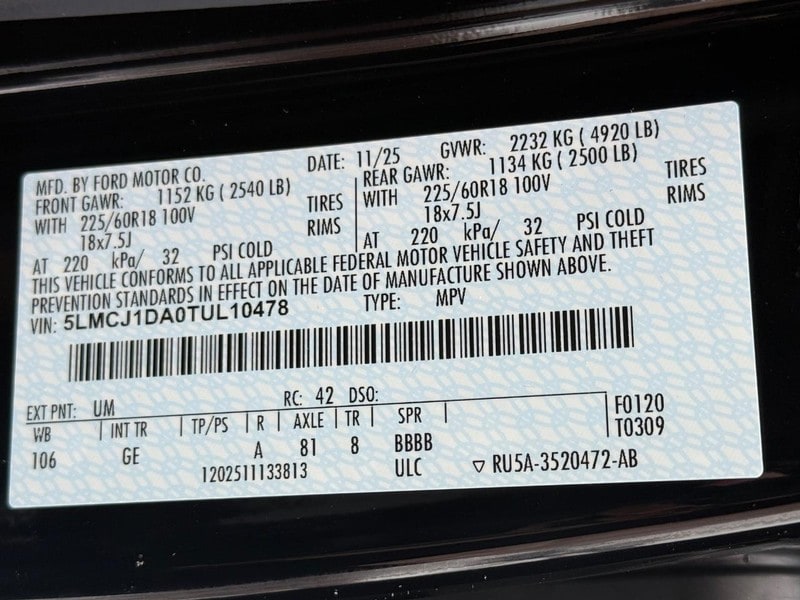 MFD. BY FORD MOTOR CO. DATE: 11/25 GVWR: 2232 KG ( 4920 LB)
FRONT GAWR: 1152 KG ( 2540 LB) REAR GAWR: 1134 KG ( 2500 LB)
WITH 225/60R18 100V TIRES WITH 225/60R18 100V TIRES
18x7.5J RIMS 18x7.5J RIMS
AT 220 kPa/ 32 PSI COLD AT 220 kPa/ 32 PSI COLD
THIS VEHICLE CONFORMS TO ALL APPLICABLE FEDERAL MOTOR VEHICLE SAFETY AND THEFT
PREVENTION STANDARDS IN EFFECT ON THE DATE OF MANUFACTURE SHOWN ABOVE.
VIN: 5LMCJ1DA0TUL10478 TYPE: MPV
EXT PNT: UM RC: 42 DSO:
WB INT TR TP/PS R AXLE TR SPR F0120
106 GE A 81 8 BBBB T0309
1202511133813 ULC ▽ RU5A-3520472-AB